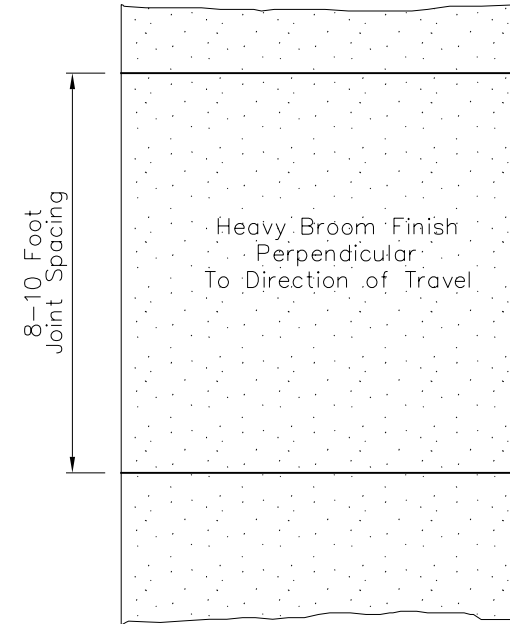 8-10 Foot
Joint Spacing
Heavy Broom Finish
Perpendicular
To Direction of Travel